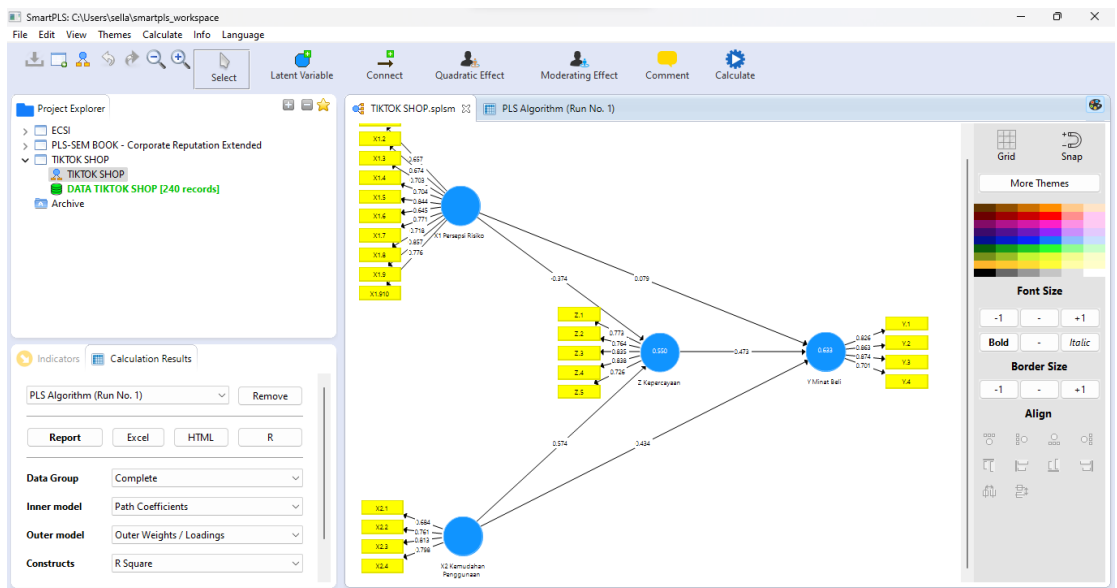 SmartPLS: C:\Users\sella\smartpls_workspace
File Edit View Themes Calculate Info Language
Select
Latent Variable
Connect
Quadratic Effect
Moderating Effect
Comment
Calculate
Project Explorer
ECSI
PLS-SEM BOOK - Corporate Reputation Extended
TIKTOK SHOP
TIKTOK SHOP
DATA TIKTOK SHOP [240 records]
Archive
Indicators
Calculation Results
PLS Algorithm (Run No. 1)
Remove
Report
Excel
HTML
R
Data Group
Complete
Inner model
Path Coefficients
Outer model
Outer Weights / Loadings
Constructs
R Square
TIKTOK SHOP.splsm
PLS Algorithm (Run No. 1)
X1.2
X1.3
X1.4
X1.5
X1.6
X1.7
X1.8
X1.9
X1.910
0.657
0.674
0.703
0.704
0.645
0.771
0.718
0.857
0.776
X1 Persepsi Risiko
-0.374
0.079
Z.1
Z.2
Z.3
Z.4
Z.5
0.773
0.764
0.835
0.838
0.726
0.550
Z Kepercayaan
0.473
0.633
Y Minat Beli
0.826
0.863
0.874
0.701
Y.1
Y.2
Y.3
Y.4
0.574
0.434
X2.1
X2.2
X2.3
X2.4
0.684
0.761
0.813
0.798
X2 Kemudahan
Penggunaan
Grid
Snap
More Themes
Font Size
-1 - +1
Bold - Italic
Border Size
-1 - +1
Align